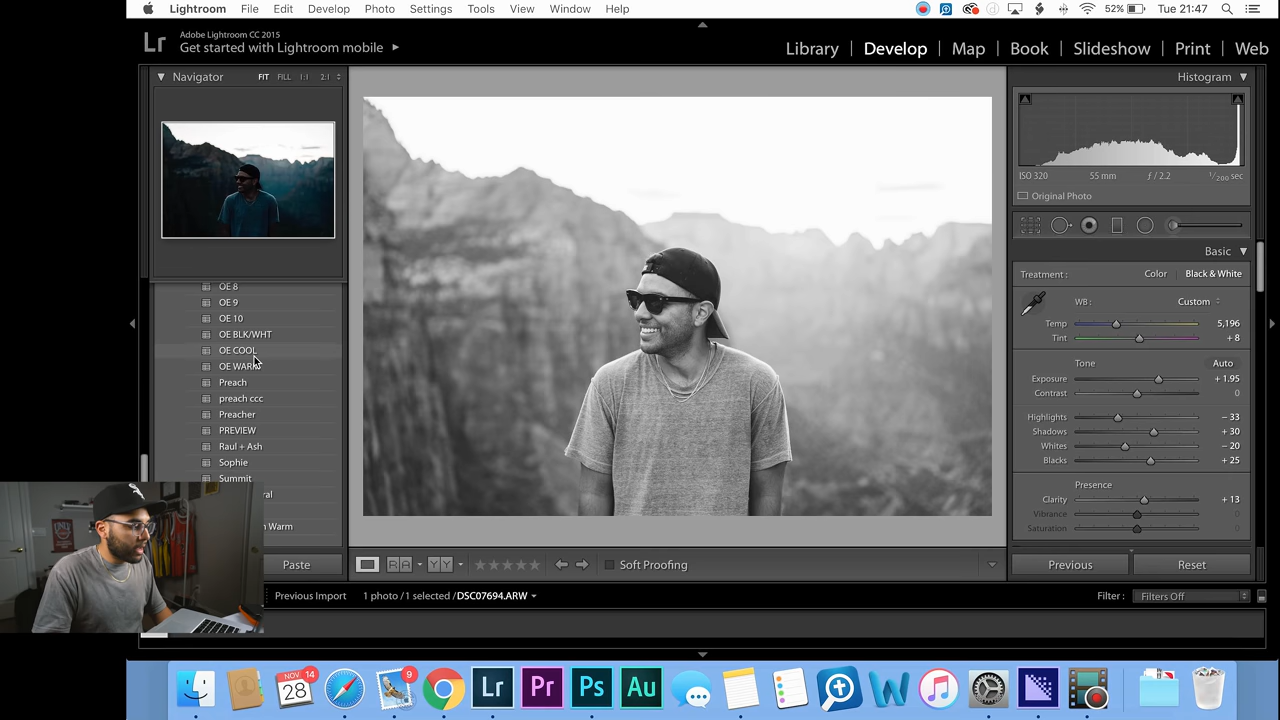 Lightroom File Edit Develop Photo Settings Tools View Window Help 52% Tue 21:47
Lr Adobe Lightroom CC 2015
Get started with Lightroom mobile
Library | Develop | Map | Book | Slideshow | Print | Web
Navigator FIT FILL 1:1 2:1
OE 8
OE 9
OE 10
OE BLK/WHT
OE COOL
OE WARM
Preach
preach ccc
Preacher
PREVIEW
Raul + Ash
Sophie
Summit
Paste
Histogram
ISO 320 55 mm ƒ / 2.2 1/200 sec
Original Photo
Basic
Treatment : Color Black & White
WB : Custom
Temp 5,196
Tint + 8
Tone Auto
Exposure + 1.95
Contrast 0
Highlights − 33
Shadows + 30
Whites − 20
Blacks + 25
Presence
Clarity + 13
Vibrance 0
Saturation 0
Previous Reset
R A Y Y Soft Proofing
Previous Import 1 photo / 1 selected / DSC07694.ARW Filter : Filters Off
NOV 14
28
9
Lr Pr Ps Au W